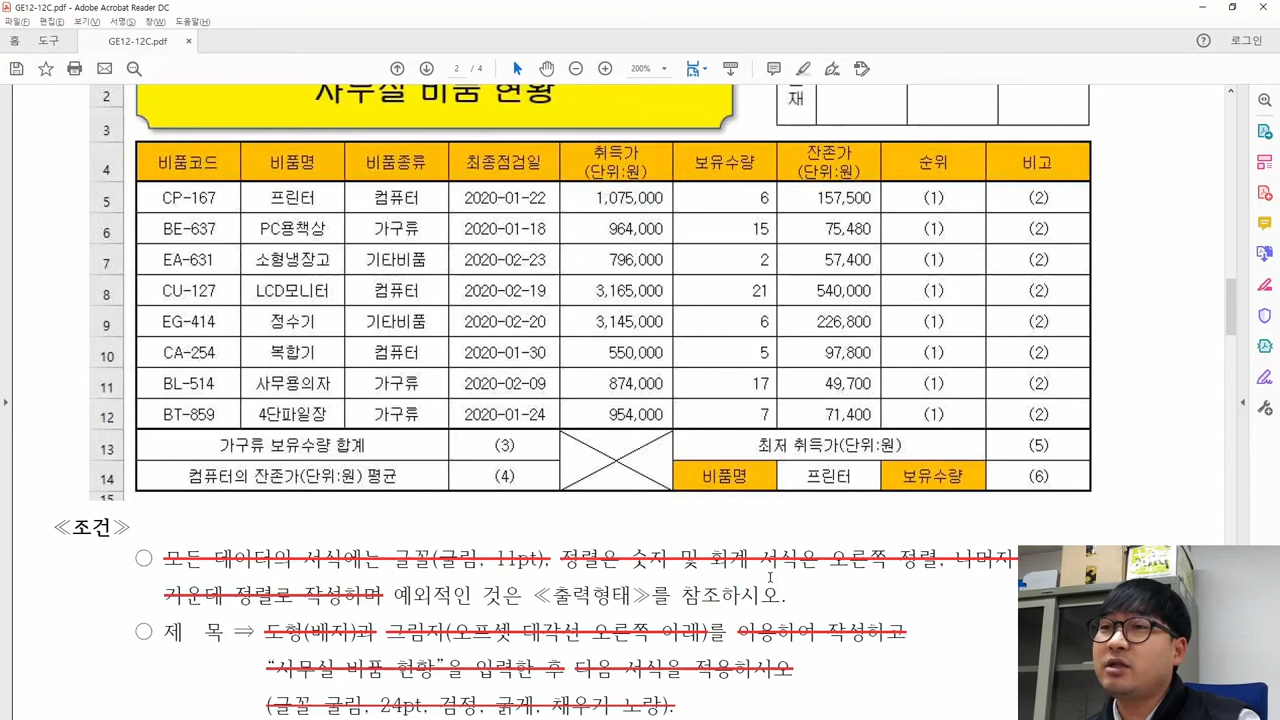 GE12-12C.pdf - Adobe Acrobat Reader DC
파일(F) 편집(E) 보기(V) 서명(S) 창(W) 도움말(H)
홈 도구 GE12-12C.pdf × 로그인
2 / 4 200%
2 사무실 비품 현황 재
3
4 비품코드 비품명 비품종류 최종점검일 취득가 (단위:원) 보유수량 잔존가 (단위:원) 순위 비고
5 CP-167 프린터 컴퓨터 2020-01-22 1,075,000 6 157,500 (1) (2)
6 BE-637 PC용책상 가구류 2020-01-18 964,000 15 75,480 (1) (2)
7 EA-631 소형냉장고 기타비품 2020-02-23 796,000 2 57,400 (1) (2)
8 CU-127 LCD모니터 컴퓨터 2020-02-19 3,165,000 21 540,000 (1) (2)
9 EG-414 정수기 기타비품 2020-02-20 3,145,000 6 226,800 (1) (2)
10 CA-254 복합기 컴퓨터 2020-01-30 550,000 5 97,800 (1) (2)
11 BL-514 사무용의자 가구류 2020-02-09 874,000 17 49,700 (1) (2)
12 BT-859 4단파일장 가구류 2020-01-24 954,000 7 71,400 (1) (2)
13 가구류 보유수량 합계 (3) 최저 취득가(단위:원) (5)
14 컴퓨터의 잔존가(단위:원) 평균 (4) 비품명 프린터 보유수량 (6)
15
≪조건≫
○ 모든 데이터의 서식에는 글꼴(굴림, 11pt), 정렬은 숫자 및 회계 서식은 오른쪽 정렬, 나머지
가운데 정렬로 작성하며 예외적인 것은 ≪출력형태≫를 참조하시오.
○ 제 목 ⇒ 도형(배지)과 그림자(오프셋 대각선 오른쪽 아래)를 이용하여 작성하고
“사무실 비품 현황”을 입력한 후 다음 서식을 적용하시오
(글꼴-굴림, 24pt, 검정, 굵게, 채우기-노랑).